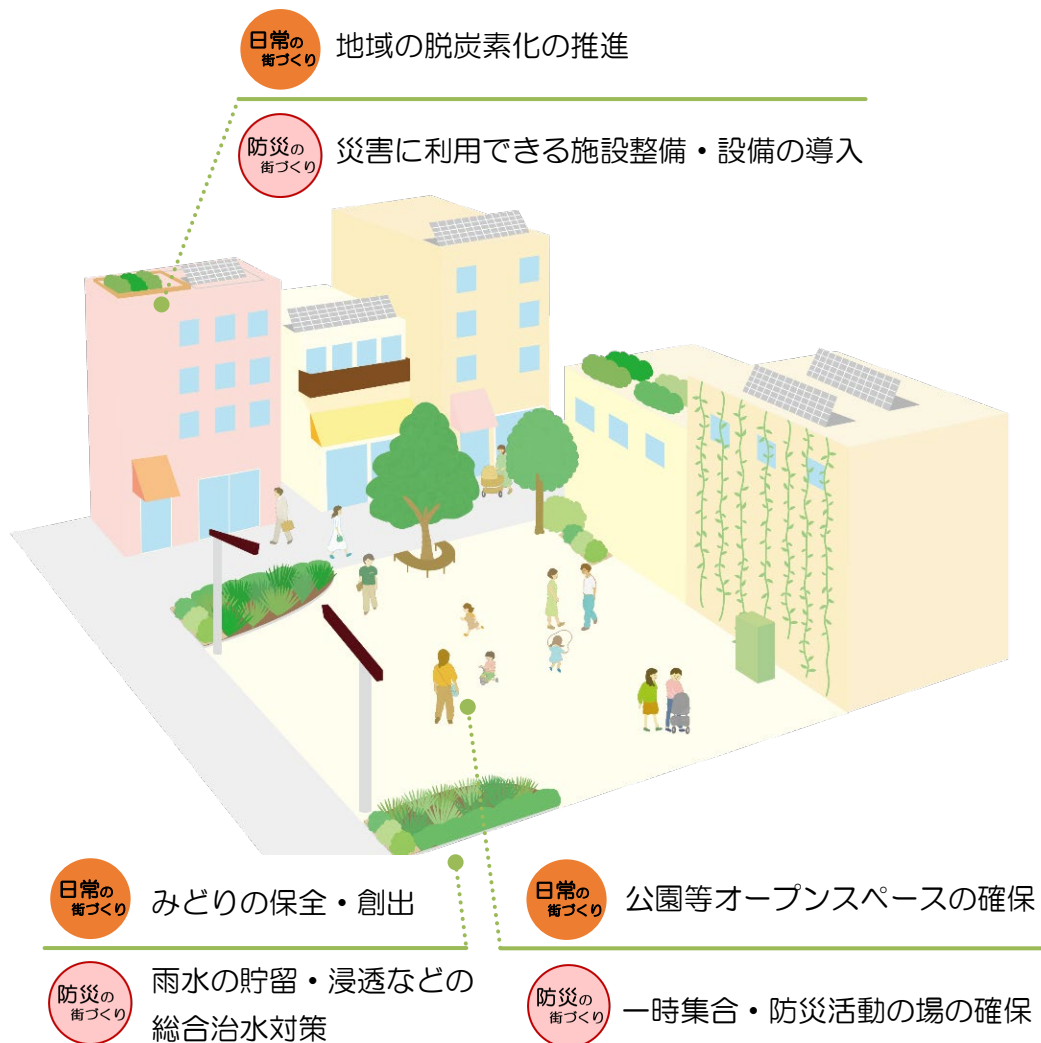 日常の
街づくり
地域の脱炭素化の推進
防災の
街づくり
災害に利用できる施設整備・設備の導入
日常の
街づくり
みどりの保全・創出
防災の
街づくり
雨水の貯留・浸透などの
総合治水対策
日常の
街づくり
公園等オープンスペースの確保
防災の
街づくり
一時集合・防災活動の場の確保